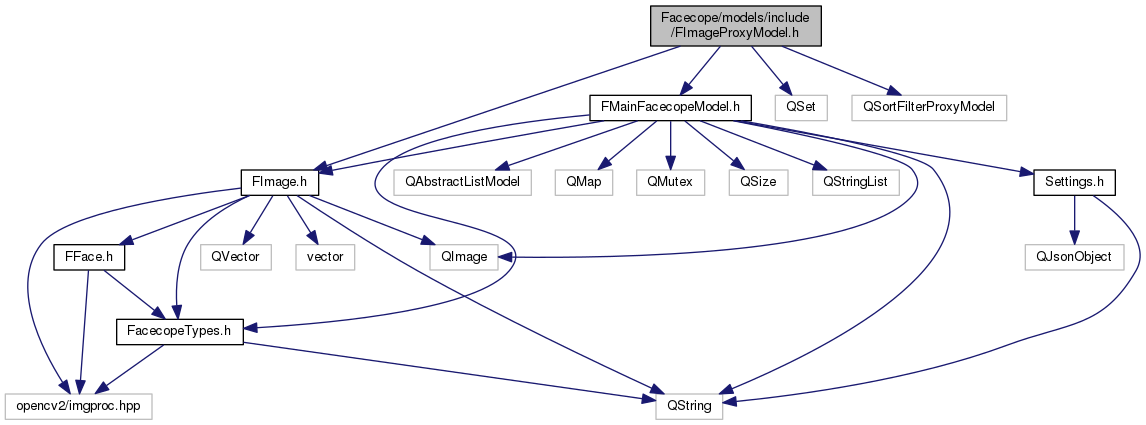 Facecope/models/include
/FImageProxyModel.h
FMainFacecopeModel.h
QSet
QSortFilterProxyModel
FImage.h
QAbstractListModel
QMap
QMutex
QSize
QStringList
Settings.h
FFace.h
QVector
vector
QImage
QJsonObject
FacecopeTypes.h
opencv2/imgproc.hpp
QString